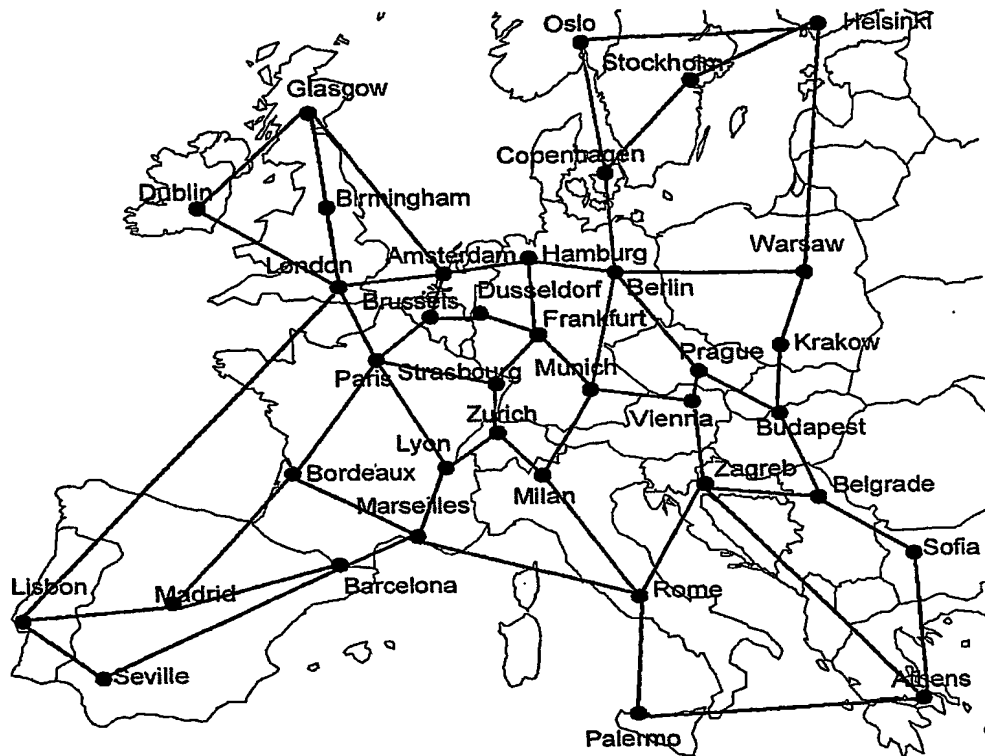 Oslo
Helsinki
Stockholm
Glasgow
Copenhagen
Dublin
Birmingham
Warsaw
London
Amsterdam
Hamburg
Berlin
Brussels
Dusseldorf
Frankfurt
Krakow
Paris
Strasbourg
Munich
Prague
Zurich
Vienna
Budapest
Lyon
Bordeaux
Milan
Zagreb
Belgrade
Marseilles
Sofia
Lisbon
Madrid
Barcelona
Rome
Seville
Athens
Palermo